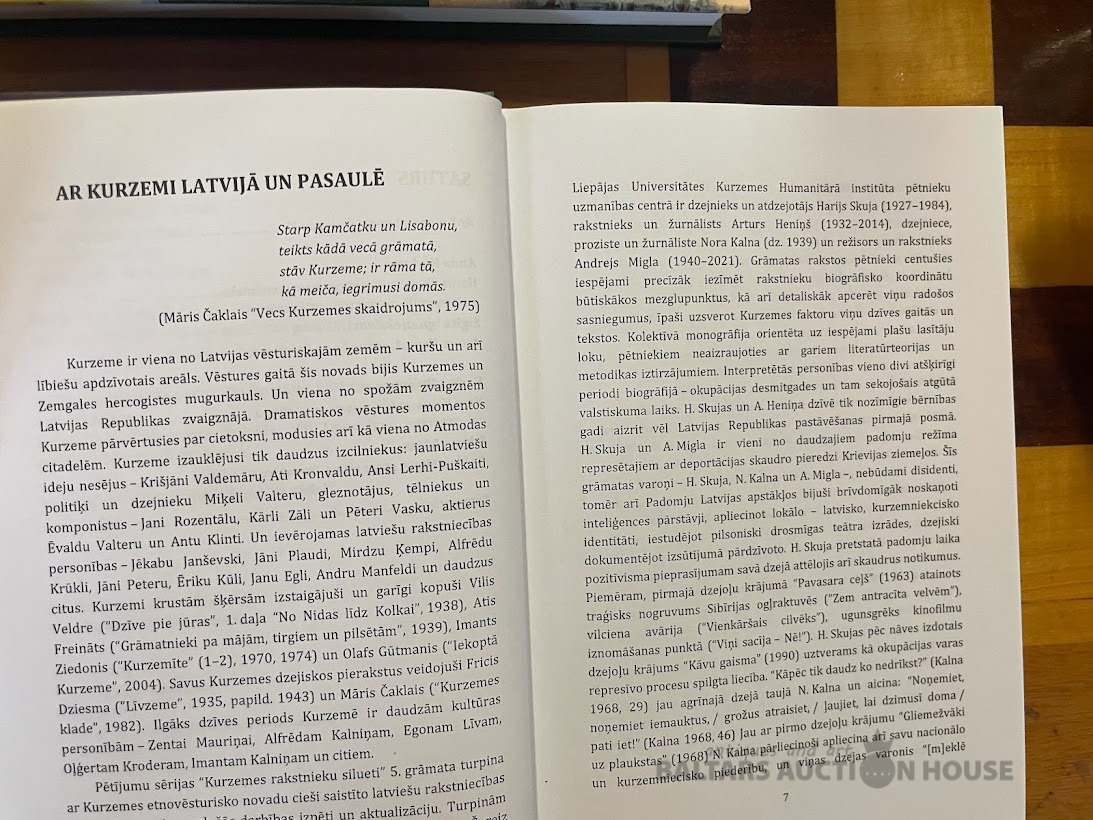 AR KURZEMI LATVIJĀ UN PASAULĒ
Starp Kamčatku un Lisabonu,
teikts kādā vecā grāmatā,
stāv Kurzeme; ir rāma tā,
kā meiča, iegrimusi domās.
(Māris Čaklais "Vecs Kurzemes skaidrojums", 1975)
Kurzeme ir viena no Latvijas vēsturiskajām zemēm – kuršu un arī
lībiešu apdzīvotais areāls. Vēstures gaitā šis novads bijis Kurzemes un
Zemgales hercogistes mugurkauls. Un viena no spožām zvaigznēm
Latvijas Republikas zvaigznājā. Dramatiskos vēstures momentos
Kurzeme pārvērtusies par cietoksni, modusies arī kā viena no Atmodas
citadelēm. Kurzeme izauklējusi tik daudzus izcilniekus: jaunlatviešu
ideju nesējus – Krišjāni Valdemāru, Ati Kronvaldu, Ansi Lerhi-Puškaiti,
politiķi un dzejnieku Miķeli Valteru, gleznotājus, tēlniekus un
komponistus – Jani Rozentālu, Kārli Zāli un Pēteri Vasku, aktierus
Ēvaldu Valteru un Antu Klinti. Un ievērojamas latviešu rakstniecības
personības – Jēkabu Janševski, Jāni Plaudi, Mirdzu Ķempi, Alfrēdu
Krūkli, Jāni Peteru, Ēriku Kūli, Janu Egli, Andru Manfeldi un daudzus
citus. Kurzemi krustām šķērsām izstaigājuši un garīgi kopuši Vilis
Veldre ("Dzīve pie jūras", 1. daļa "No Nidas līdz Kolkai", 1938), Atis
Freināts ("Grāmatnieki pa mājām, tirgiem un pilsētām", 1939), Imants
Ziedonis ("Kurzemīte" (1–2), 1970, 1974) un Olafs Gūtmanis ("Iekoptā
Kurzeme", 2004). Savus Kurzemes dzejiskos pierakstus veidojuši Fricis
Dziesma ("Līvzeme", 1935, papild. 1943) un Māris Čaklais ("Kurzemes
klade", 1982). Ilgāks dzīves periods Kurzemē ir daudzām kultūras
personībām – Zentai Mauriņai, Alfrēdam Kalniņam, Egonam Līvam,
Oļģertam Kroderam, Imantam Kalniņam un citiem.
Pētījumu sērijas "Kurzemes rakstnieku silueti" 5. grāmata turpina
ar Kurzemes etnovēsturisko novadu cieši saistīto latviešu rakstniecības
darbības izpēti un aktualizāciju. Turpinām
Liepājas Universitātes Kurzemes Humanitārā institūta pētnieku
uzmanības centrā ir dzejnieks un atdzejotājs Harijs Skuja (1927–1984),
rakstnieks un žurnālists Arturs Heniņš (1932–2014), dzejniece,
proziste un žurnāliste Nora Kalna (dz. 1939) un režisors un rakstnieks
Andrejs Migla (1940–2021). Grāmatas rakstos pētnieki centušies
iespējami precīzāk iezīmēt rakstnieku biogrāfisko koordinātu
būtiskākos mezglupunktus, kā arī detaliskāk apcerēt viņu radošos
sasniegumus, īpaši uzsverot Kurzemes faktoru viņu dzīves gaitās un
tekstos. Kolektīvā monogrāfija orientēta uz iespējami plašu lasītāju
loku, pētniekiem neaizraujoties ar gariem literatūrteorijas un
metodikas iztirzājumiem. Interpretētās personības vieno divi atšķirīgi
periodi biogrāfijā – okupācijas desmitgades un tam sekojošais atgūtā
valstiskuma laiks. H. Skujas un A. Heniņa dzīvē tik nozīmīgie bērnības
gadi aizrit vēl Latvijas Republikas pastāvēšanas pirmajā posmā.
H. Skuja un A. Migla ir vieni no daudzajiem padomju režīma
represētajiem ar deportācijas skaudro pieredzi Krievijas ziemeļos. Šīs
grāmatas varoņi – H. Skuja, N. Kalna un A. Migla –, nebūdami disidenti,
tomēr arī Padomju Latvijas apstākļos bijuši brīvdomīgāk noskaņoti
inteliģences pārstāvji, apliecinot lokālo – latvisko, kurzemniecisko
identitāti, iestudējot pilsoniski drosmīgas teātra izrādes, dzejiski
dokumentējot izsūtījumā pārdzīvoto. H. Skuja pretstatā padomju laika
pozitīvisma pieprasījumam savā dzejā attēlojis arī skaudrus notikumus.
Piemēram, pirmajā dzejoļu krājumā "Pavasara ceļš" (1963) atainots
traģisks nogruvums Sibīrijas ogļraktuvēs ("Zem antracīta velvēm"),
vilciena avārija ("Vienkāršais cilvēks"), ugunsgrēks kinofilmu
iznomāšanas punktā ("Viņi sacīja – Nē!"). H. Skujas pēc nāves izdotais
dzejoļu krājums "Kāvu gaisma" (1990) uztverams kā okupācijas varas
represīvo procesu spilgta liecība. "Kāpēc tik daudz ko nedrīkst?" (Kalna
1968, 29) jau agrīnajā dzejā taujā N. Kalna un aicina: "Noņemiet,
noņemiet iemauktus, / grožus atraisiet, / ļaujiet, lai dzimusī doma /
pati iet!" (Kalna 1968, 46) Jau ar pirmo dzejoļu krājumu "Gliemežvāki
uz plaukstas" (1968) N. Kalna pārliecinoši apliecina arī savu nacionālo
un kurzemniecisko piederību, un viņas dzejas varonis "[m]eklē
7
BALTARS AUCTION HOUSE